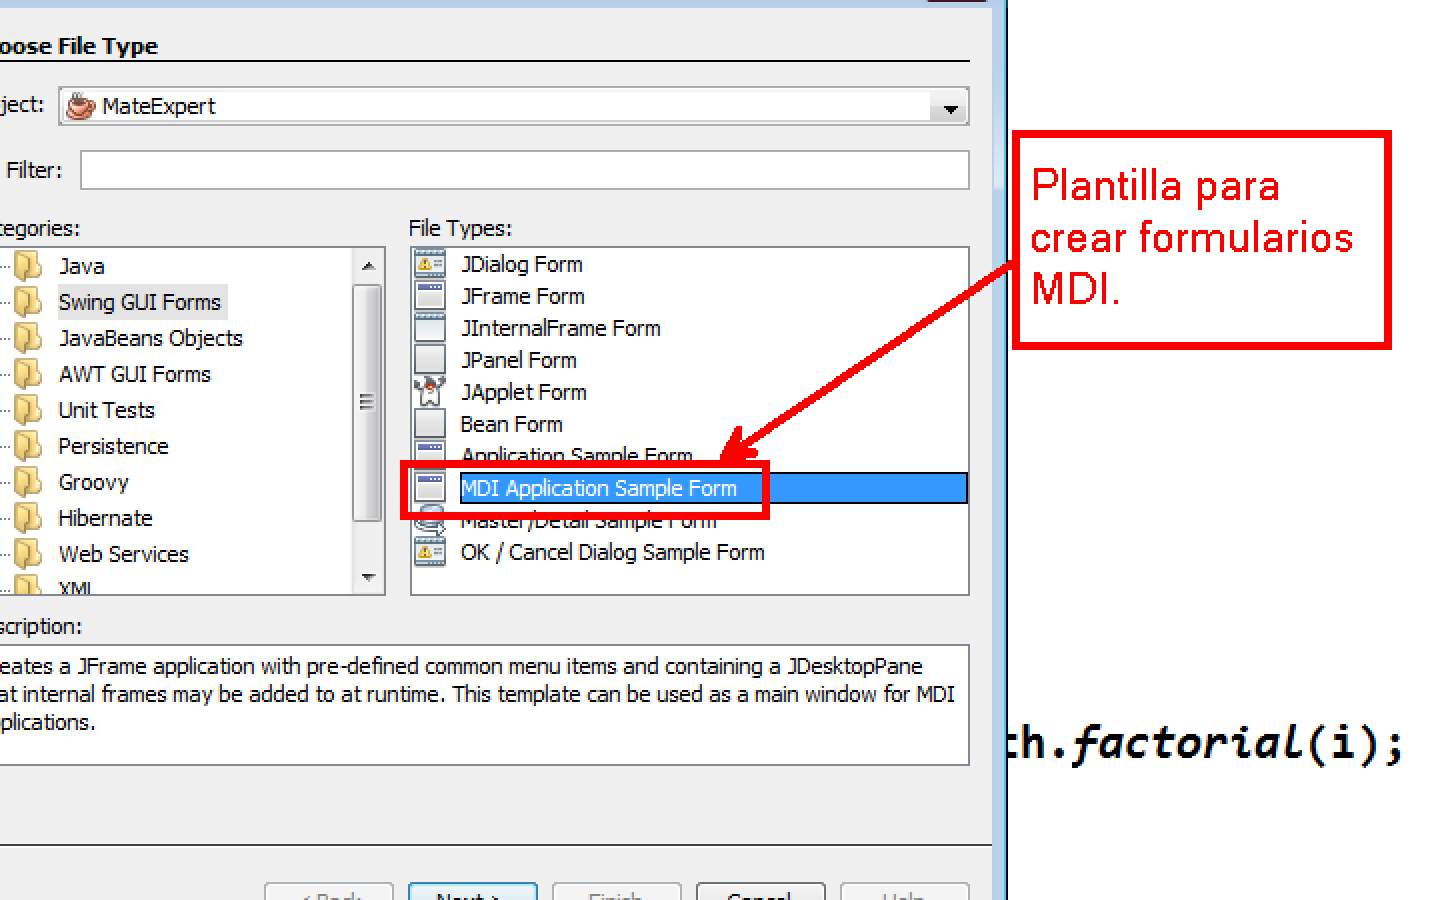 oose File Type
ject: MateExpert
Filter:
tegories:
Java
Swing GUI Forms
JavaBeans Objects
AWT GUI Forms
Unit Tests
Persistence
Groovy
Hibernate
Web Services
XML
File Types:
JDialog Form
JFrame Form
JInternalFrame Form
JPanel Form
JApplet Form
Bean Form
Application Sample Form
MDI Application Sample Form
Master/Detail Sample Form
OK / Cancel Dialog Sample Form
Plantilla para
crear formularios
MDI.
scription:
eates a JFrame application with pre-defined common menu items and containing a JDesktopPane
at internal frames may be added to at runtime. This template can be used as a main window for MDI
plications.
ch.factorial(i);
< Back Next > Finish Cancel Help